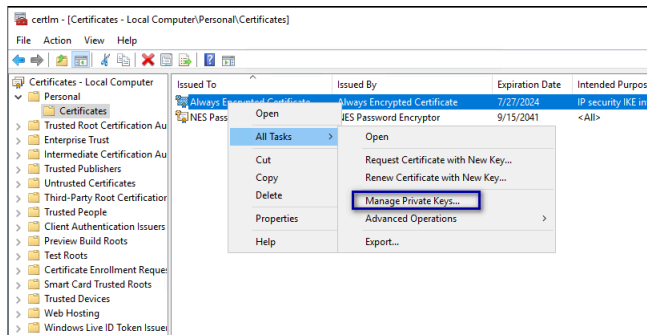 certlm - [Certificates - Local Computer\Personal\Certificates]
File Action View Help
Certificates - Local Computer
Personal
Certificates
Trusted Root Certification Au
Enterprise Trust
Intermediate Certification Au
Trusted Publishers
Untrusted Certificates
Third-Party Root Certification
Trusted People
Client Authentication Issuers
Preview Build Roots
Test Roots
Certificate Enrollment Reques
Smart Card Trusted Roots
Trusted Devices
Web Hosting
Windows Live ID Token Issuer
Issued To Issued By Expiration Date Intended Purpos
Always Encrypted Certificate Always Encrypted Certificate 7/27/2024 IP security IKE in
NES Pass NES Password Encryptor 9/15/2041 <All>
Open
All Tasks >
Cut
Copy
Delete
Properties
Help
Open
Request Certificate with New Key...
Renew Certificate with New Key...
Manage Private Keys...
Advanced Operations >
Export...